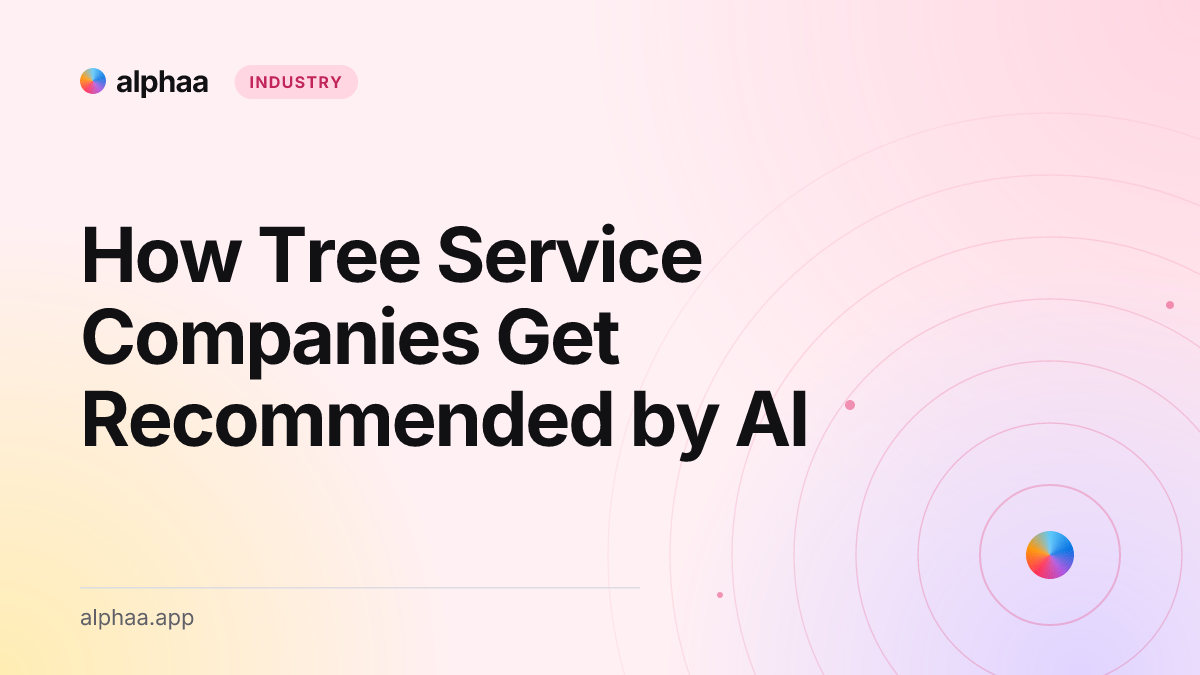 alphaa
INDUSTRY
How Tree Service
Companies Get
Recommended by AI
alphaa.app